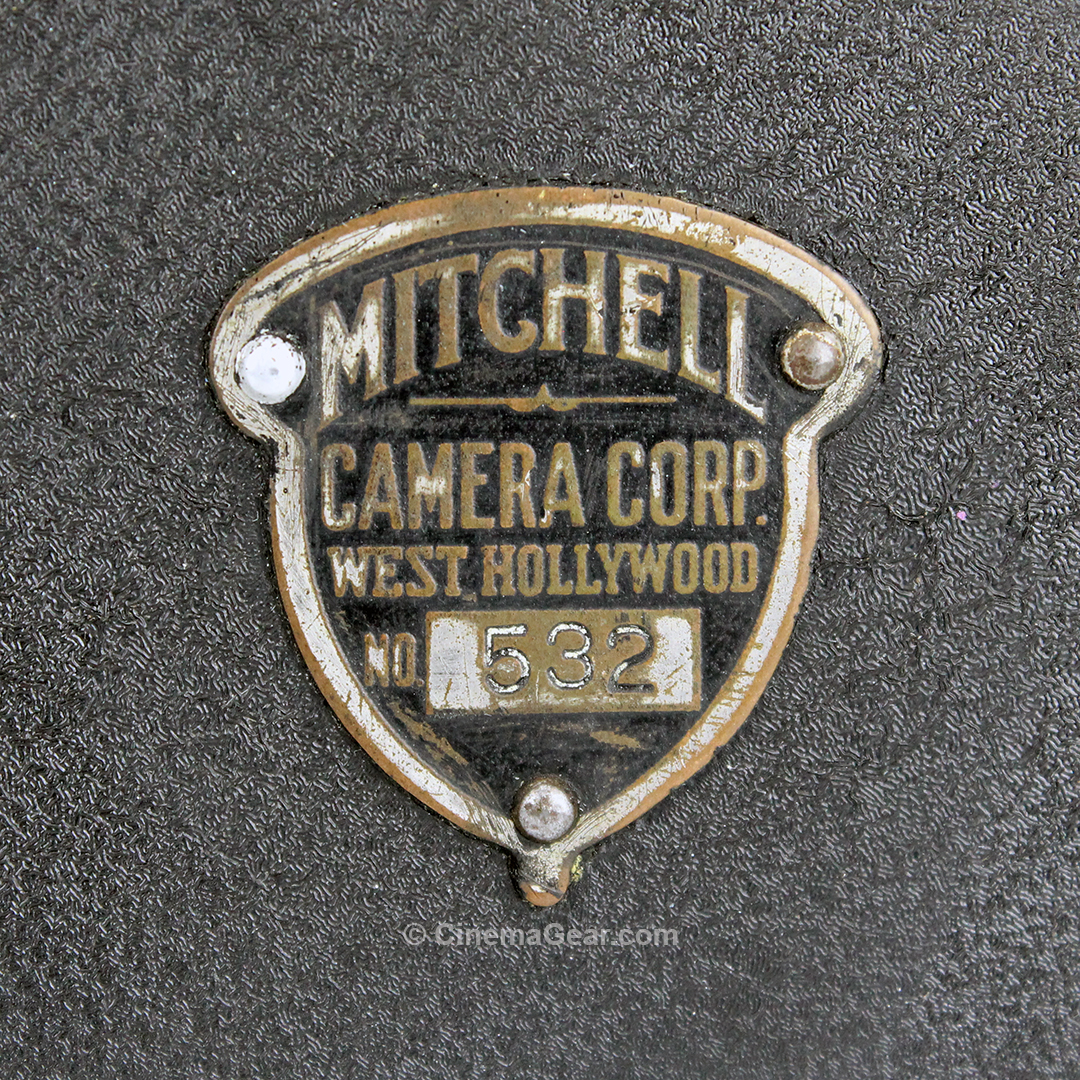 MITCHELL
CAMERA CORP.
WEST HOLLYWOOD
NO. 532
© CinemaGear.com